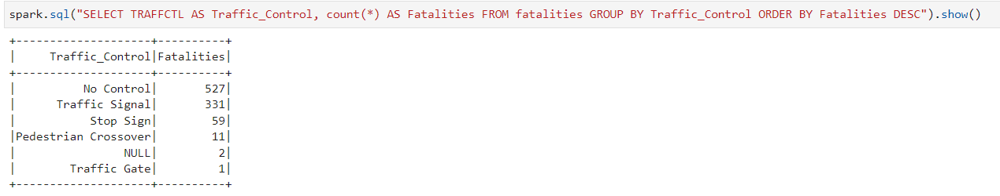 spark.sql("SELECT TRAFFCTL AS Traffic_Control, count(*) AS Fatalities FROM fatalities GROUP BY Traffic_Control ORDER BY Fatalities DESC").show()
+-------------------+----------+
|    Traffic_Control|Fatalities|
+-------------------+----------+
|         No Control|       527|
|     Traffic Signal|       331|
|          Stop Sign|        59|
|Pedestrian Crossover|        11|
|               NULL|         2|
|       Traffic Gate|         1|
+-------------------+----------+